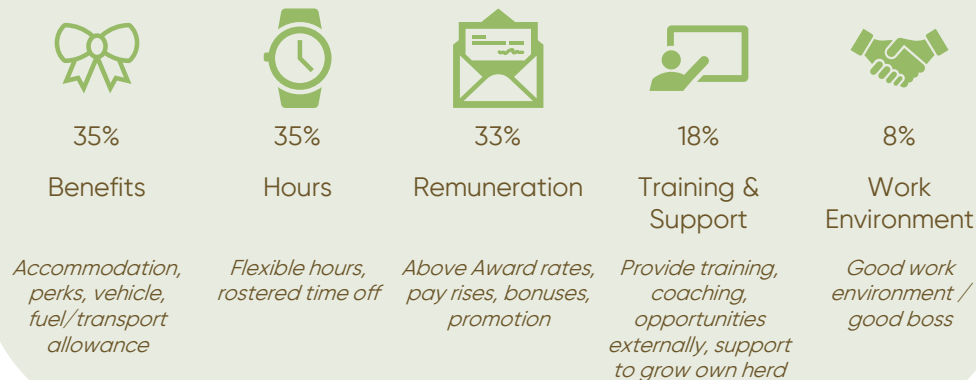 35%
Benefits
Accommodation,
perks, vehicle,
fuel/transport
allowance
35%
Hours
Flexible hours,
rostered time off
33%
Remuneration
Above Award rates,
pay rises, bonuses,
promotion
18%
Training &
Support
Provide training,
coaching,
opportunities
externally, support
to grow own herd
8%
Work
Environment
Good work
environment /
good boss